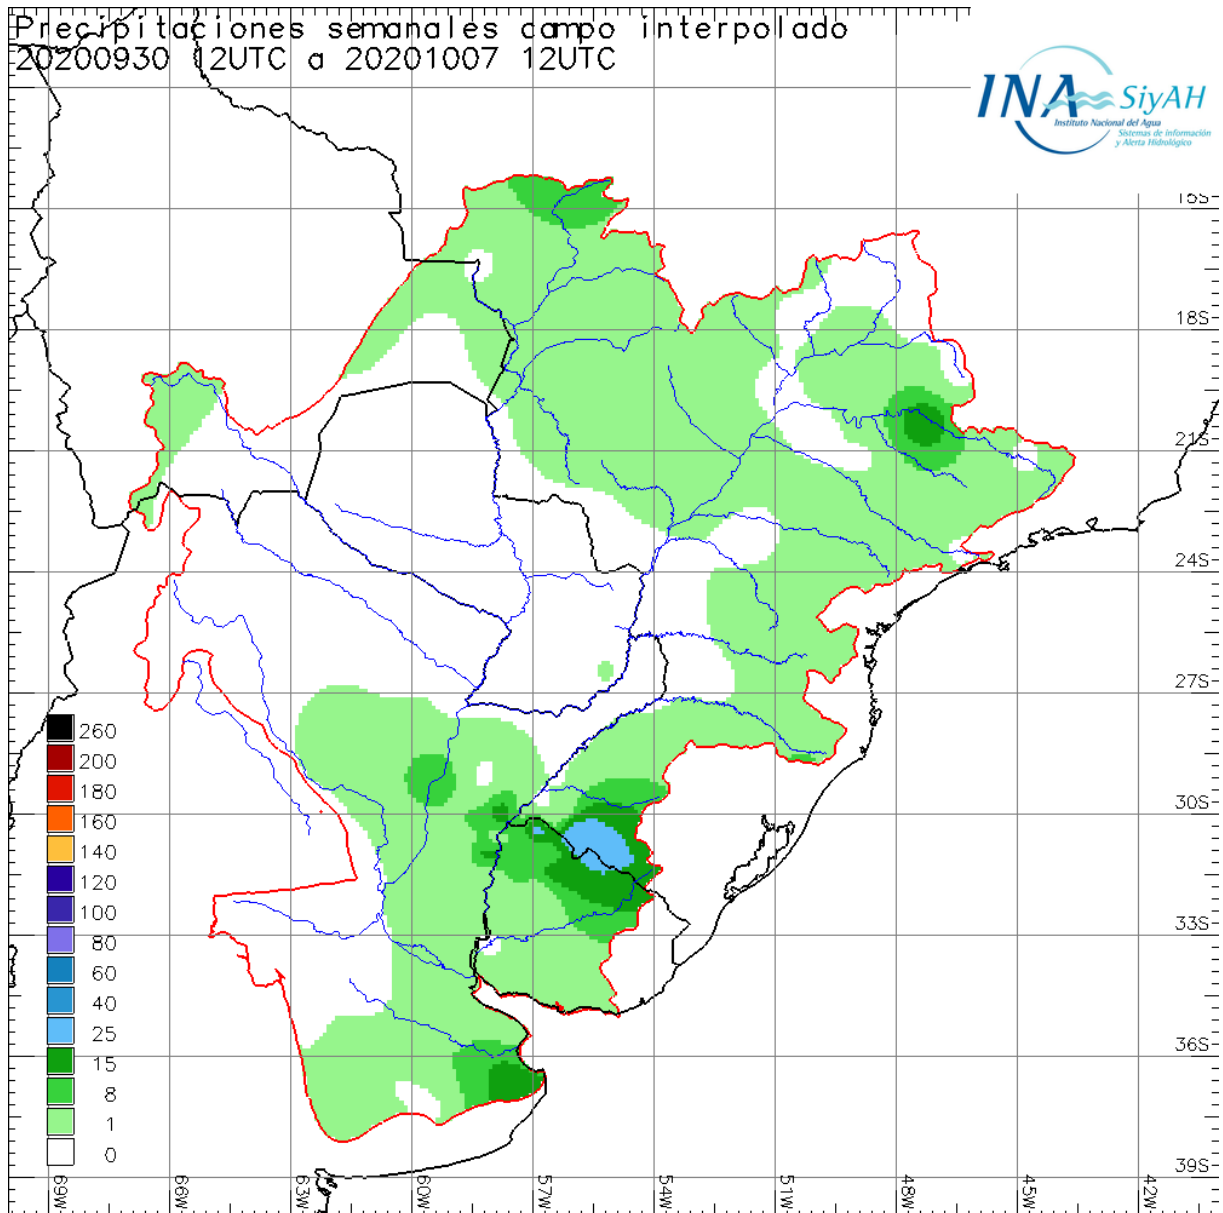 Precipitaciones semanales campo interpolado
20200930 12UTC a 20201007 12UTC
INA SiyAH
Instituto Nacional del Agua
Sistemas de información
y Alerta Hidrológico
15S
18S
21S
24S
27S
30S
33S
36S
39S
260
200
180
160
140
120
100
80
60
40
25
15
8
1
0
69W
66W
63W
60W
57W
54W
51W
48W
45W
42W